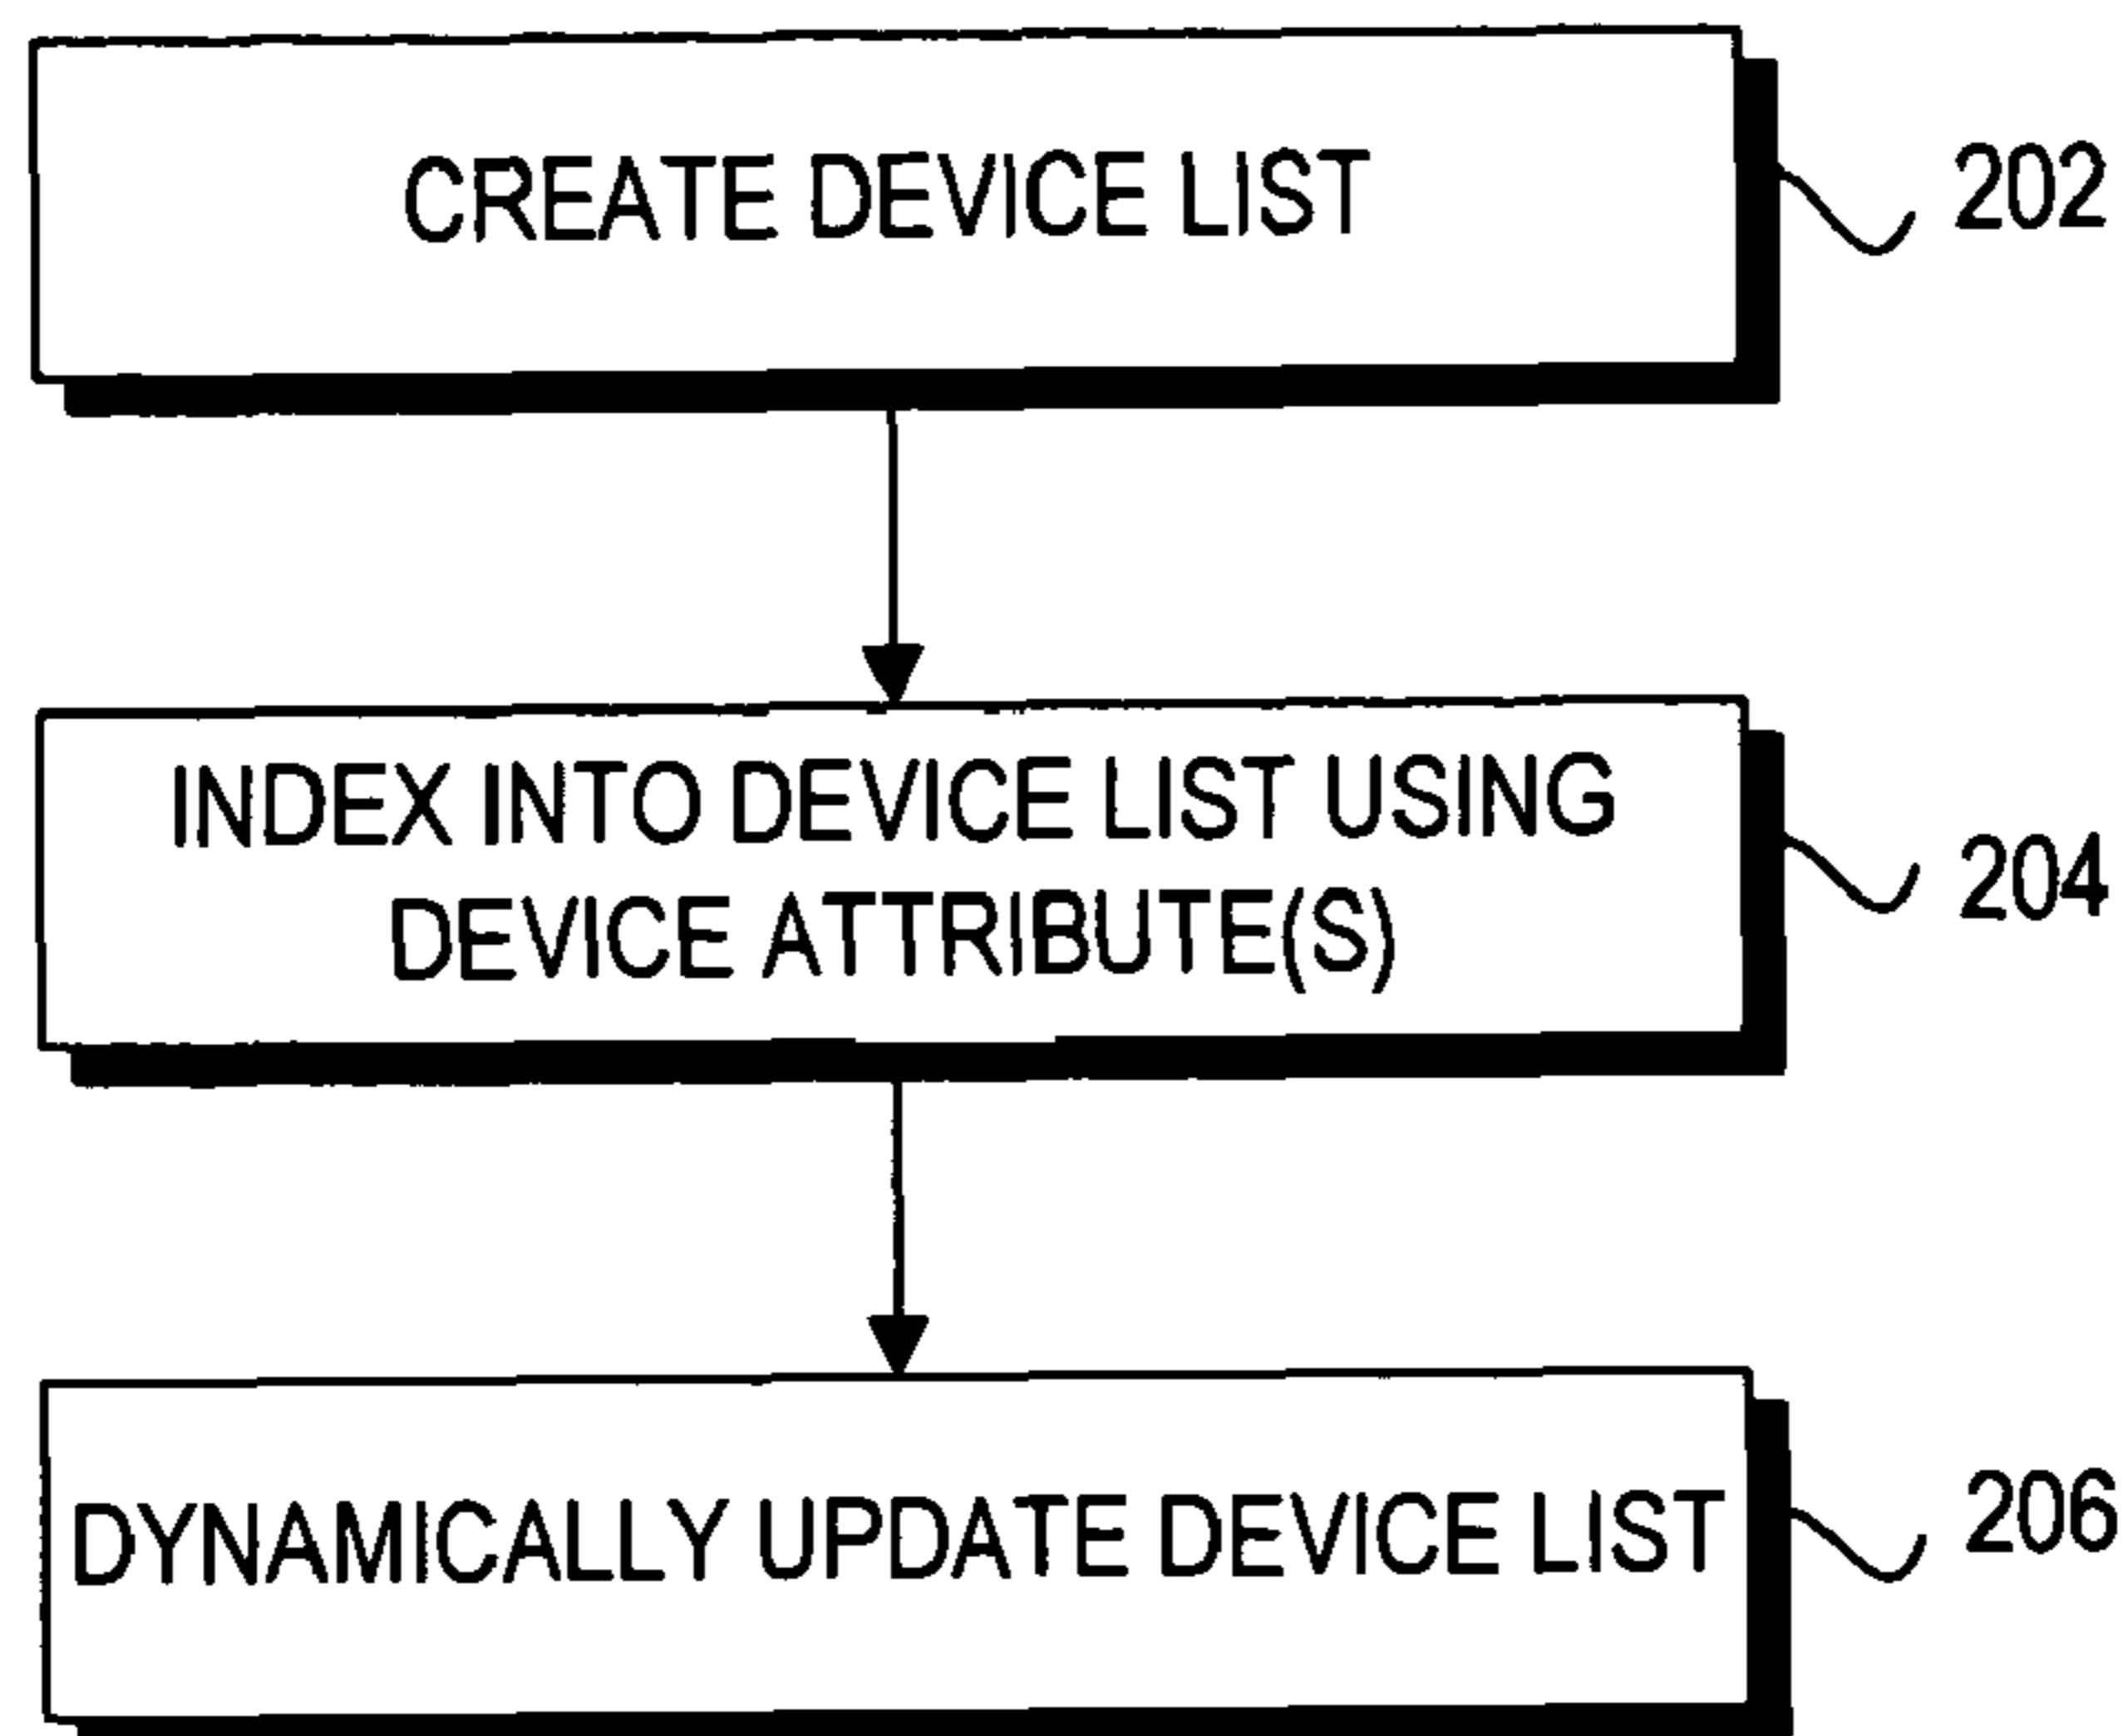 CREATE DEVICE LIST
202
INDEX INTO DEVICE LIST USING
DEVICE ATTRIBUTE(S)
204
DYNAMICALLY UPDATE DEVICE LIST
206